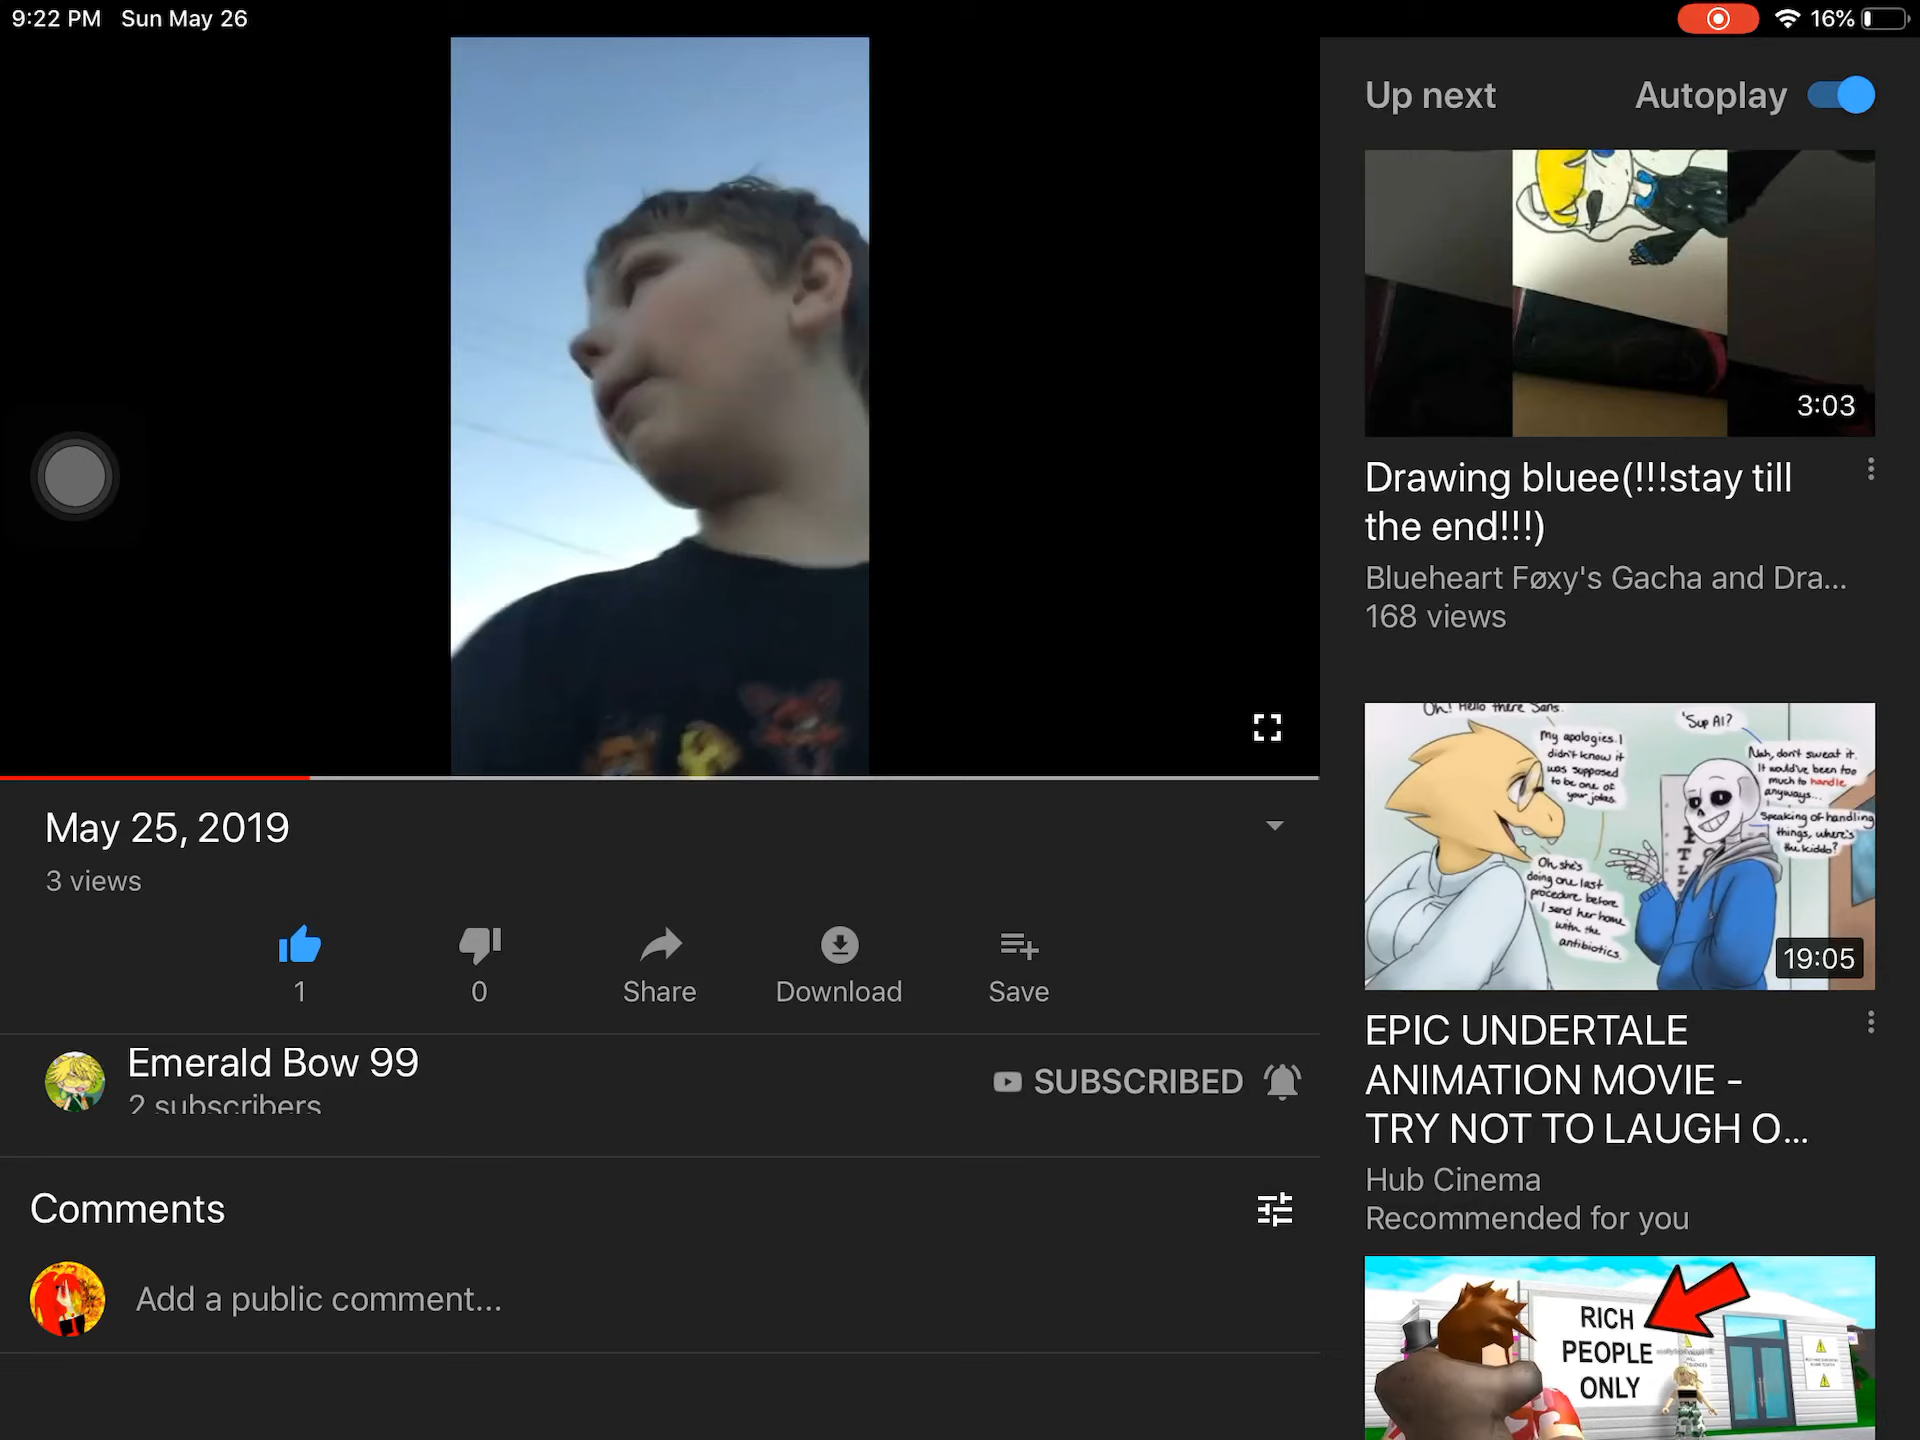 9:22 PM Sun May 26
16%
Up next
Autoplay
3:03
Drawing bluee(!!!stay till
the end!!!)
Blueheart Føxy's Gacha and Dra...
168 views
Oh! Hello there Sans.
My apologies. I
didn't know it
was supposed
to be one of
your jokes.
'Sup Al?
Nah, don't sweat it.
It would've been too
much to handle
anyways...
Speaking of handling
things, where's
the kiddo?
Oh she's
doing one last
procedure before
I send her home
with the
antibiotics.
19:05
EPIC UNDERTALE
ANIMATION MOVIE -
TRY NOT TO LAUGH O...
Hub Cinema
Recommended for you
RICH
PEOPLE
ONLY
May 25, 2019
3 views
1
0
Share
Download
Save
Emerald Bow 99
2 subscribers
SUBSCRIBED
Comments
Add a public comment...